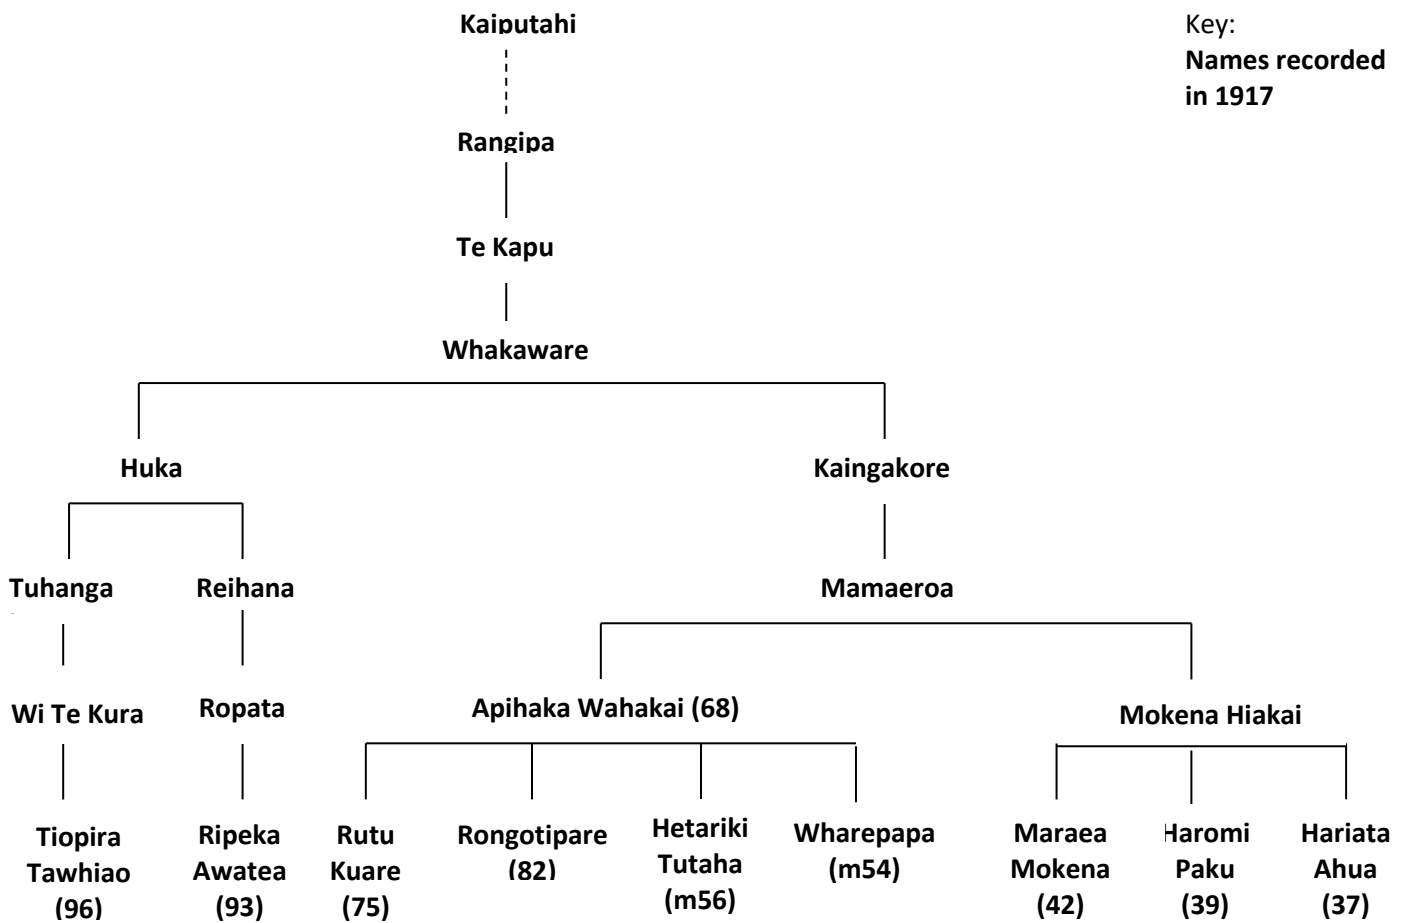 Kaiputahi
Key:
Names recorded
in 1917
Rangipa
Te Kapu
Whakaware
Huka
Kaingakore
Tuhanga
Reihana
Mamaeroa
Wi Te Kura
Ropata
Apihaka Wahakai (68)
Mokena Hiakai
Tiopira
Tawhiao
(96)
Ripeka
Awatea
(93)
Rutu
Kuare
(75)
Rongotipare
(82)
Hetariki
Tutaha
(m56)
Wharepapa
(m54)
Maraea
Mokena
(42)
Haromi
Paku
(39)
Hariata
Ahua
(37)